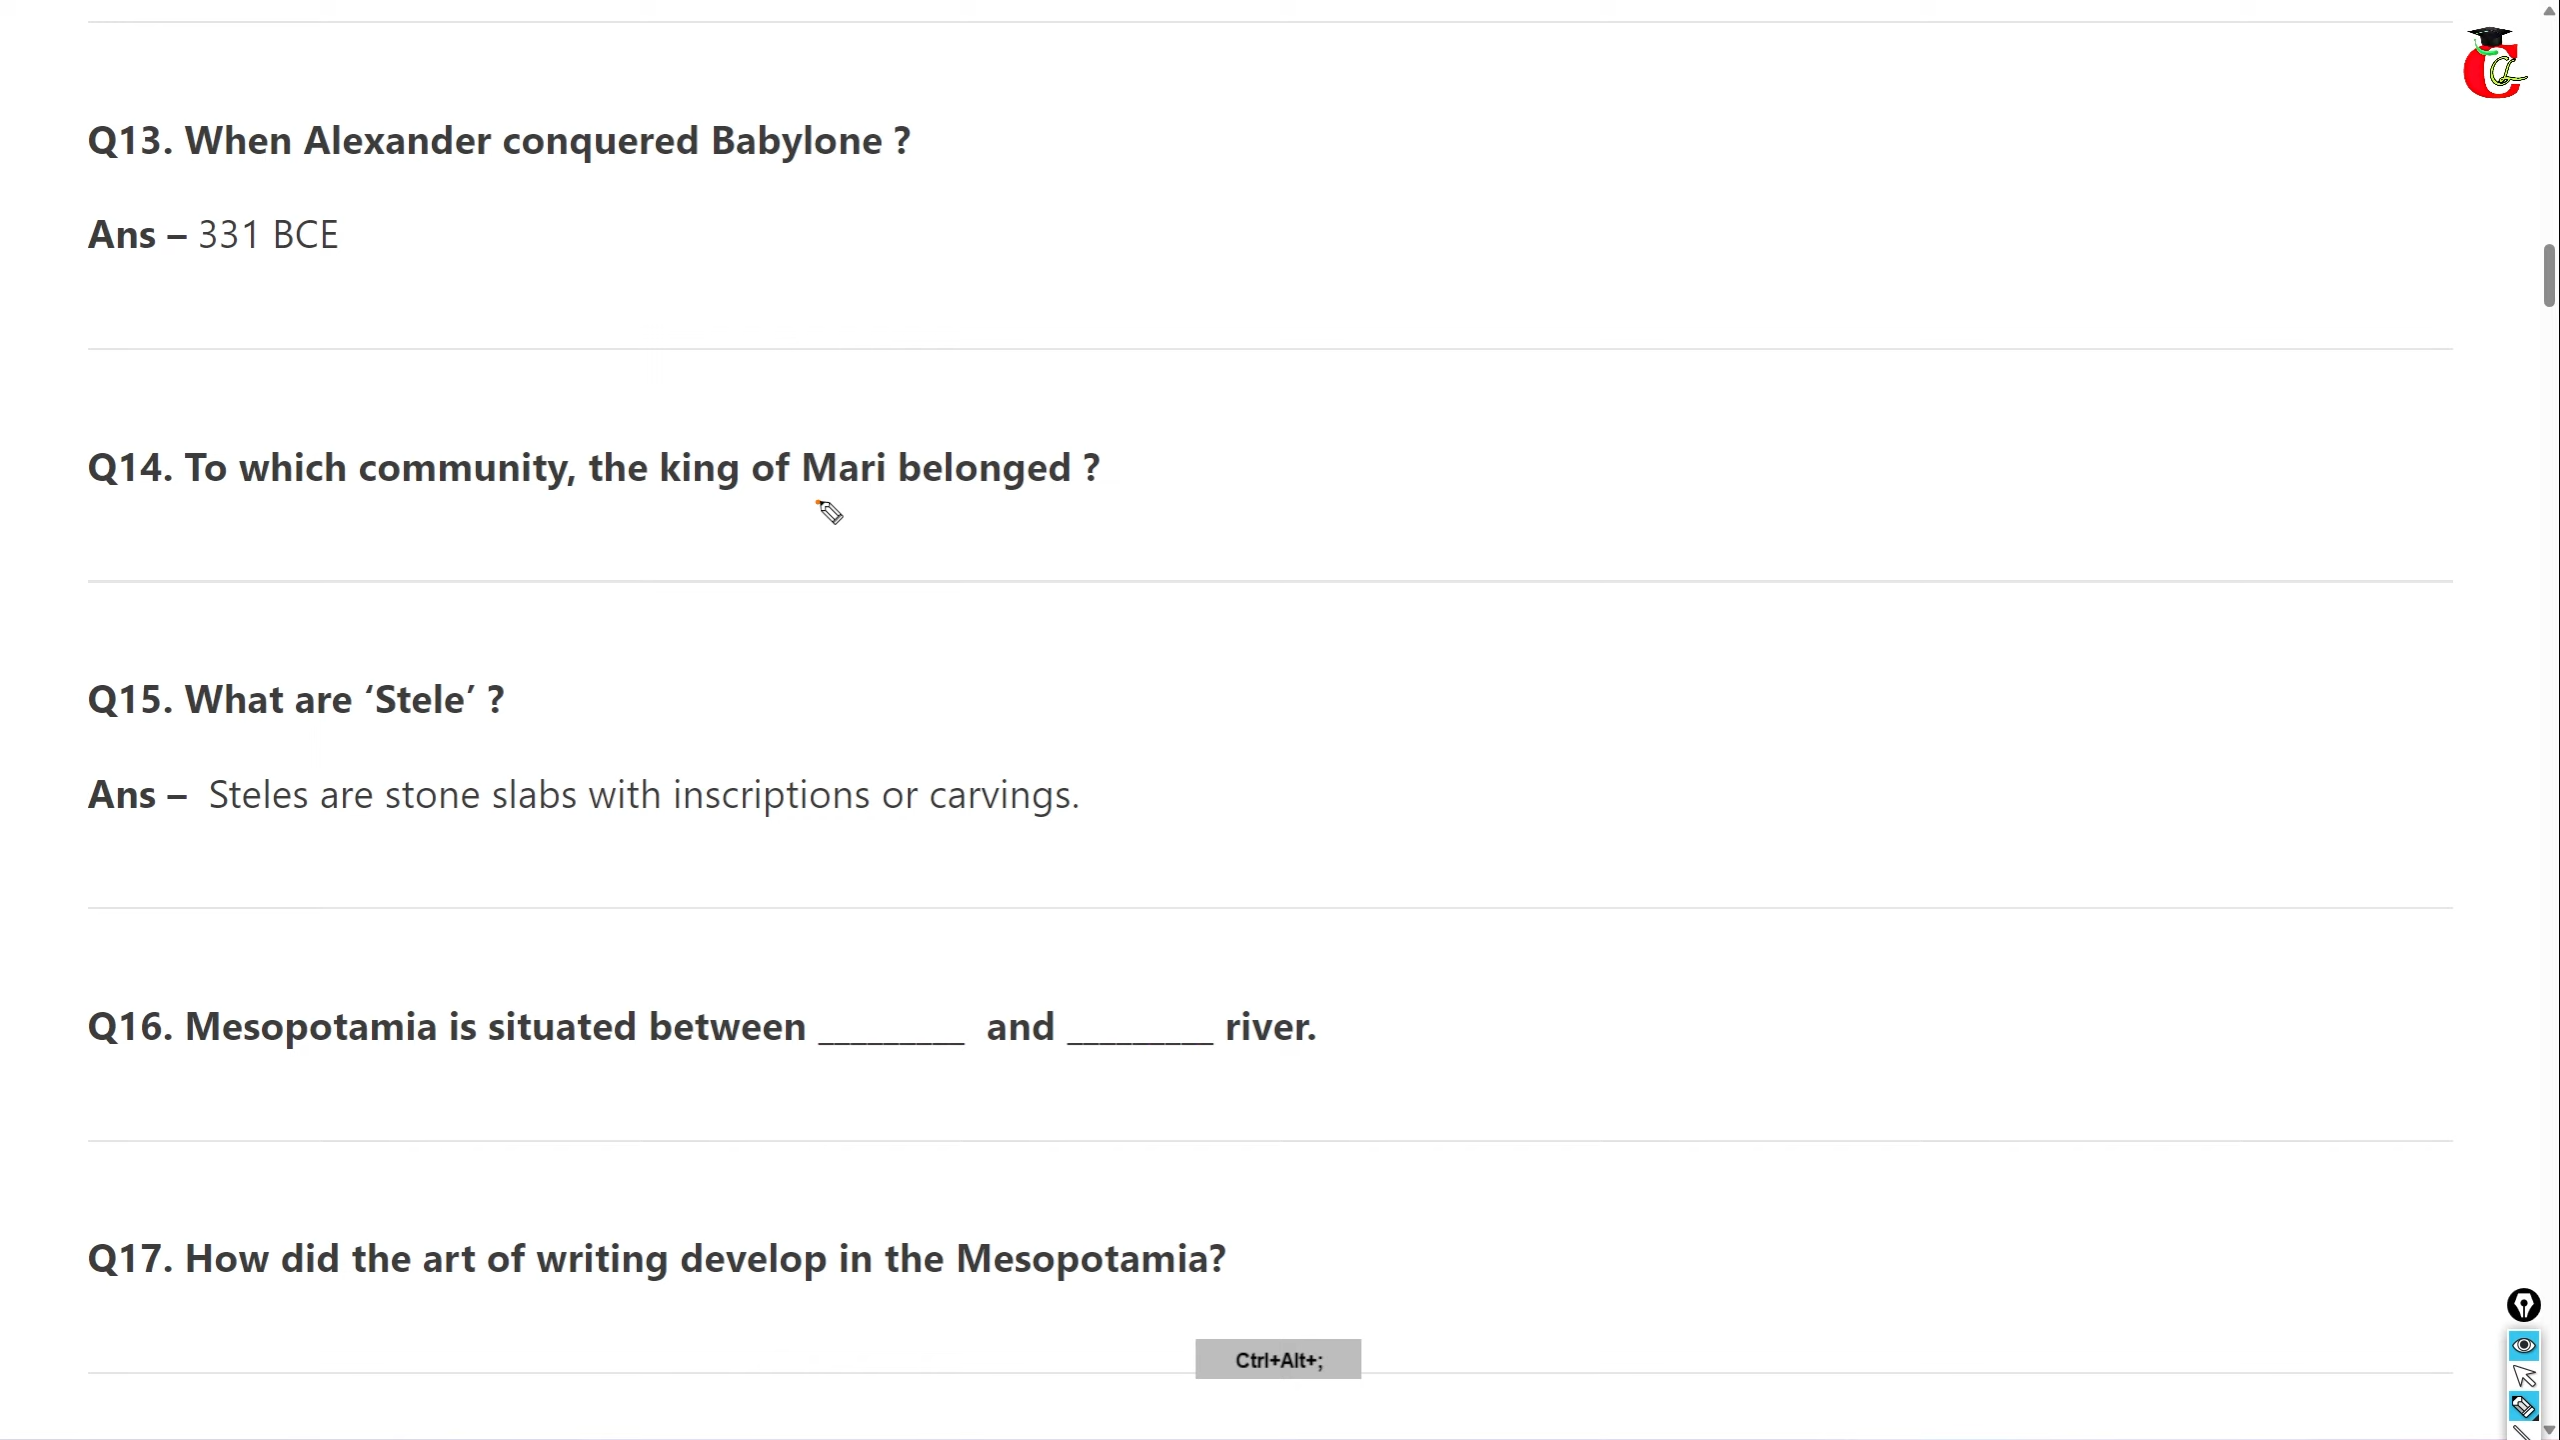 Q13. When Alexander conquered Babylone ?
Ans – 331 BCE
Q14. To which community, the king of Mari belonged ?
Q15. What are ‘Stele’ ?
Ans –  Steles are stone slabs with inscriptions or carvings.
Q16. Mesopotamia is situated between _________  and _________ river.
Q17. How did the art of writing develop in the Mesopotamia?
Ctrl+Alt+;